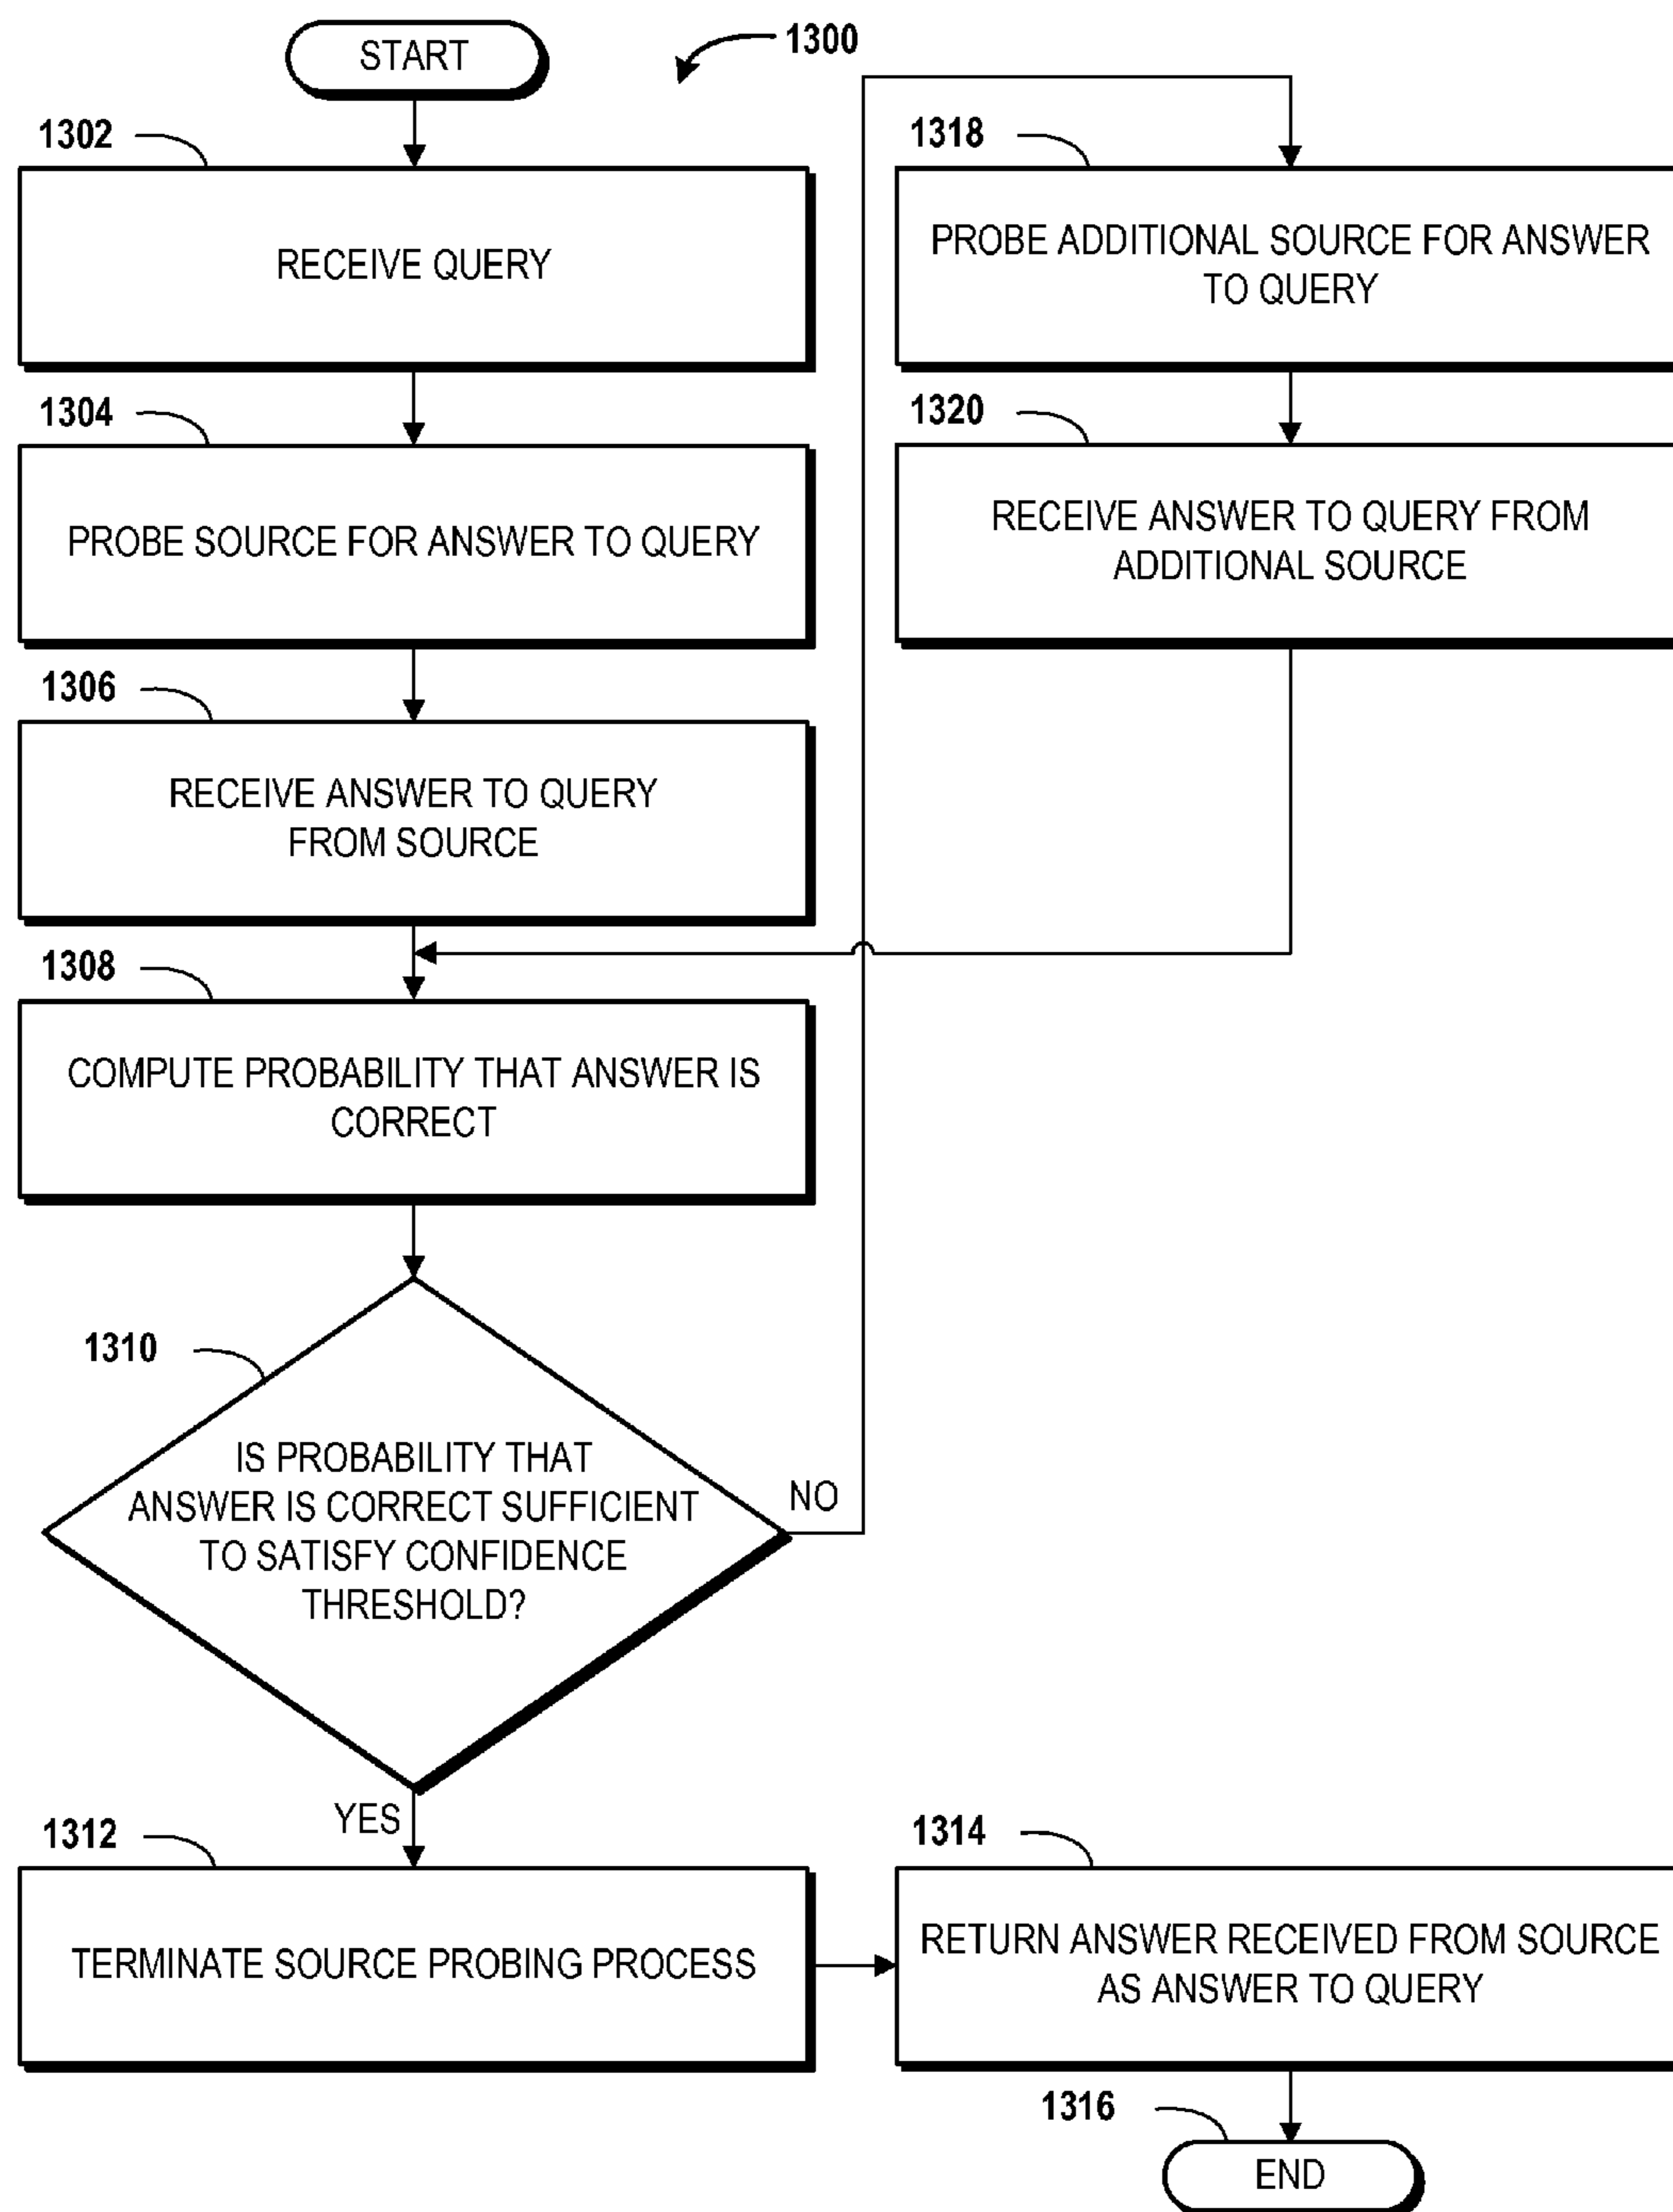 START
1300
1302
RECEIVE QUERY
1304
PROBE SOURCE FOR ANSWER TO QUERY
1306
RECEIVE ANSWER TO QUERY
FROM SOURCE
1308
COMPUTE PROBABILITY THAT ANSWER IS
CORRECT
1310
IS PROBABILITY THAT
ANSWER IS CORRECT SUFFICIENT
TO SATISFY CONFIDENCE
THRESHOLD?
NO
YES
1318
PROBE ADDITIONAL SOURCE FOR ANSWER
TO QUERY
1320
RECEIVE ANSWER TO QUERY FROM
ADDITIONAL SOURCE
1312
TERMINATE SOURCE PROBING PROCESS
1314
RETURN ANSWER RECEIVED FROM SOURCE
AS ANSWER TO QUERY
1316
END